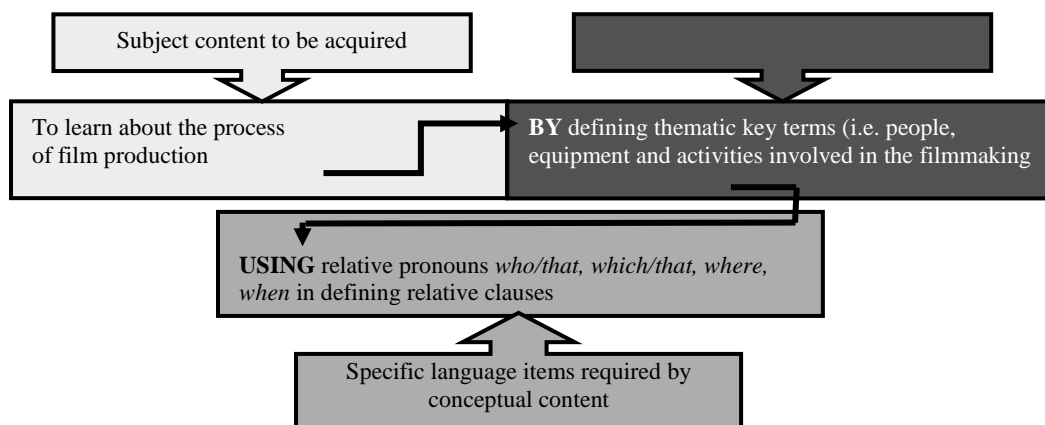 Subject content to be acquired
To learn about the process
of film production
BY defining thematic key terms (i.e. people,
equipment and activities involved in the filmmaking
USING relative pronouns who/that, which/that, where,
when in defining relative clauses
Specific language items required by
conceptual content